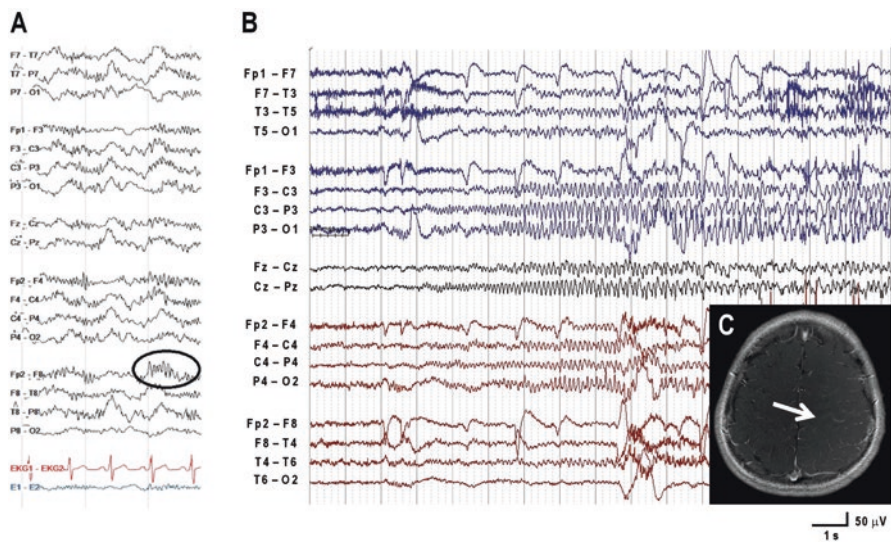 A
F7 - T7
T7 - P7
P7 - O1
Fp1 - F3
F3 - C3
C3 - P3
P3 - O1
Fz - Cz
Cz - Pz
Fp2 - F4
F4 - C4
C4 - P4
P4 - O2
Fp2 - F8
F8 - T8
T8 - P8
P8 - O2
EKG1 - EKG2
E1 - E2
B
Fp1 – F7
F7 – T3
T3 – T5
T5 – O1
Fp1 – F3
F3 – C3
C3 – P3
P3 – O1
Fz – Cz
Cz – Pz
Fp2 – F4
F4 – C4
C4 – P4
P4 – O2
Fp2 – F8
F8 – T4
T4 – T6
T6 – O2
C
50 µV
1 s